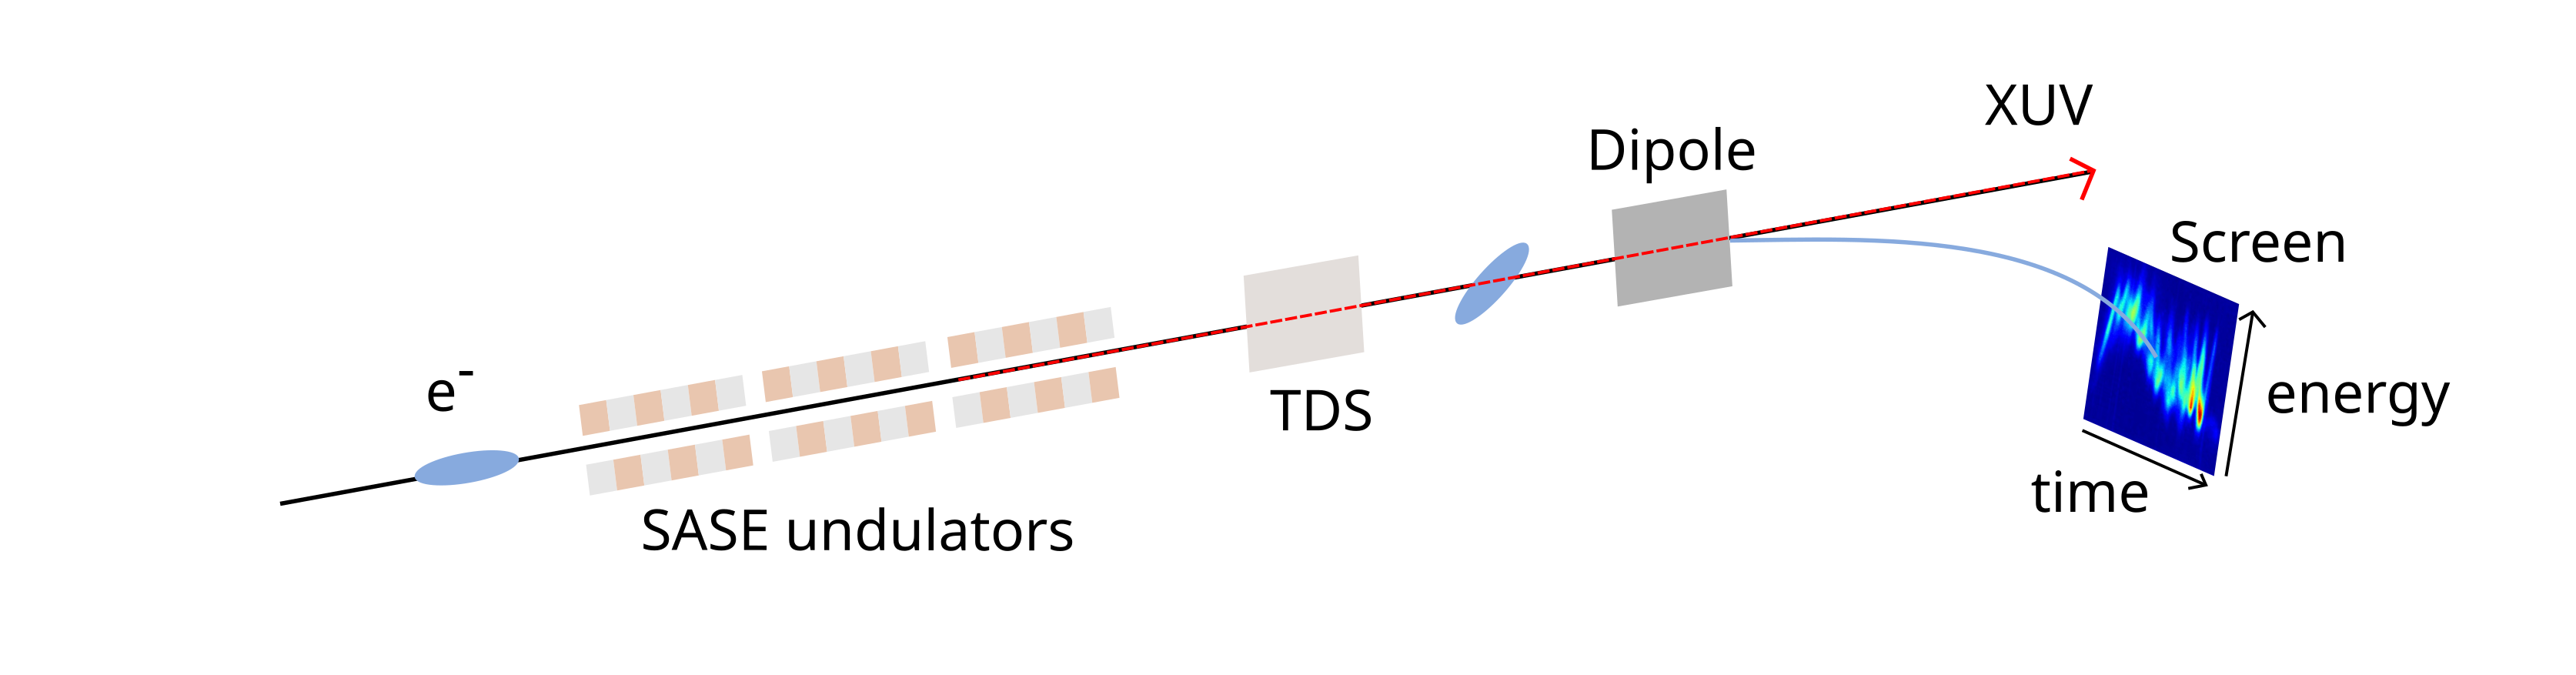 e-
SASE undulators
TDS
Dipole
XUV
Screen
energy
time